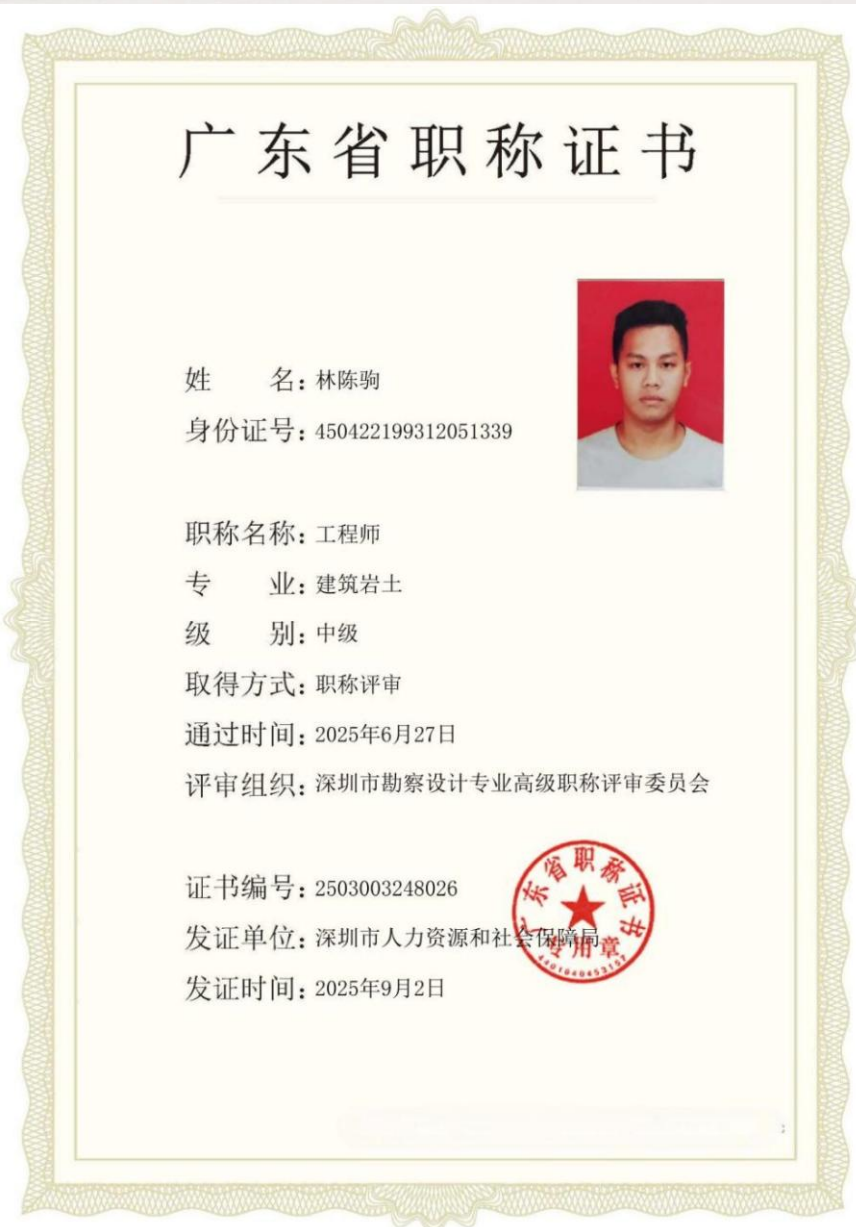 广东省职称证书
姓 名：林陈驹
身份证号：450422199312051339
职称名称：工程师
专 业：建筑岩土
级 别：中级
取得方式：职称评审
通过时间：2025年6月27日
评审组织：深圳市勘察设计专业高级职称评审委员会
证书编号：2503003248026
发证单位：深圳市人力资源和社会保障局
发证时间：2025年9月2日
广东省职称证书
专用章